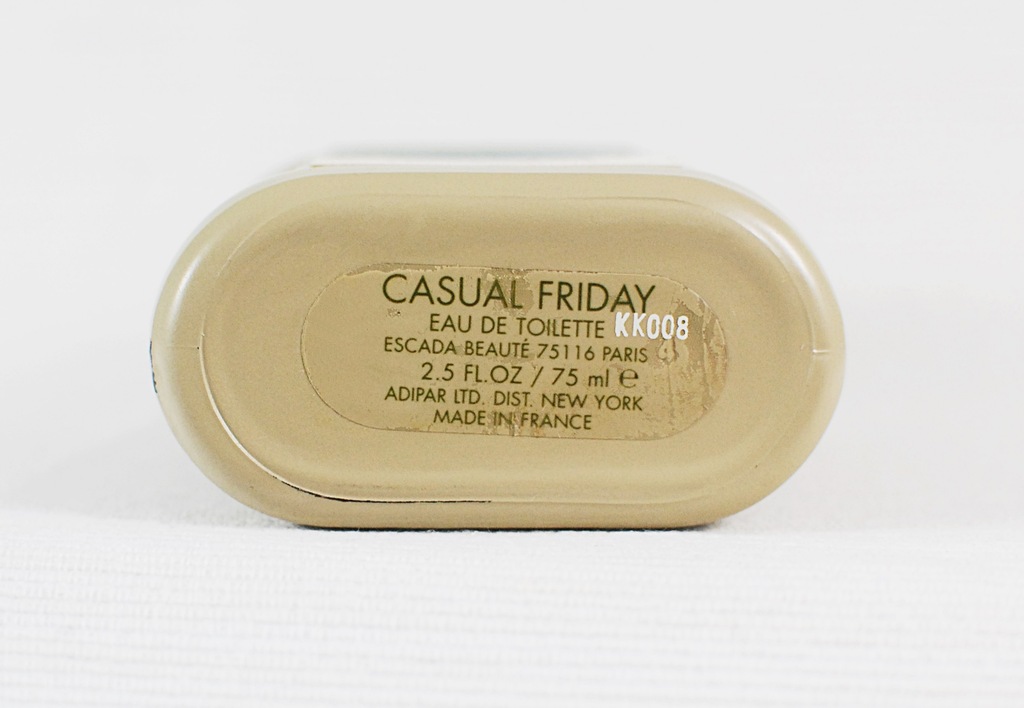 CASUAL FRIDAY
EAU DE TOILETTE KK008
ESCADA BEAUTÉ 75116 PARIS
2.5 FL.OZ / 75 ml ℮
ADIPAR LTD. DIST. NEW YORK
MADE IN FRANCE